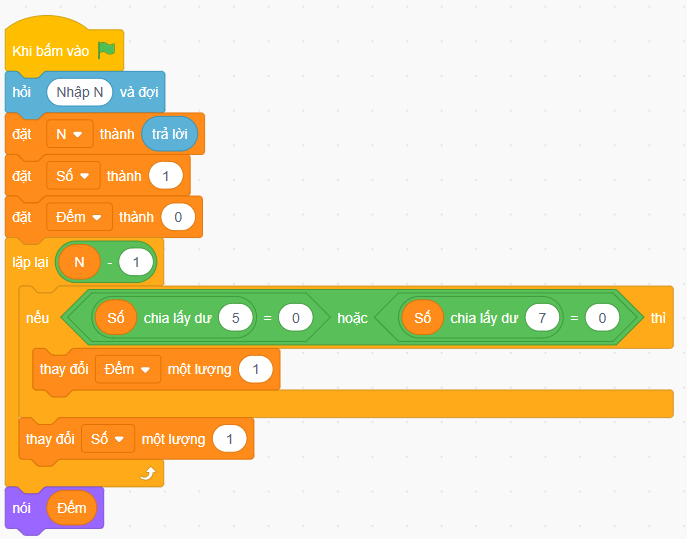 Khi bấm vào
hỏi Nhập N và đợi
đặt N thành trả lời
đặt Số thành 1
đặt Đếm thành 0
lặp lại N - 1
nếu Số chia lấy dư 5 = 0 hoặc Số chia lấy dư 7 = 0 thì
thay đổi Đếm một lượng 1
thay đổi Số một lượng 1
nói Đếm